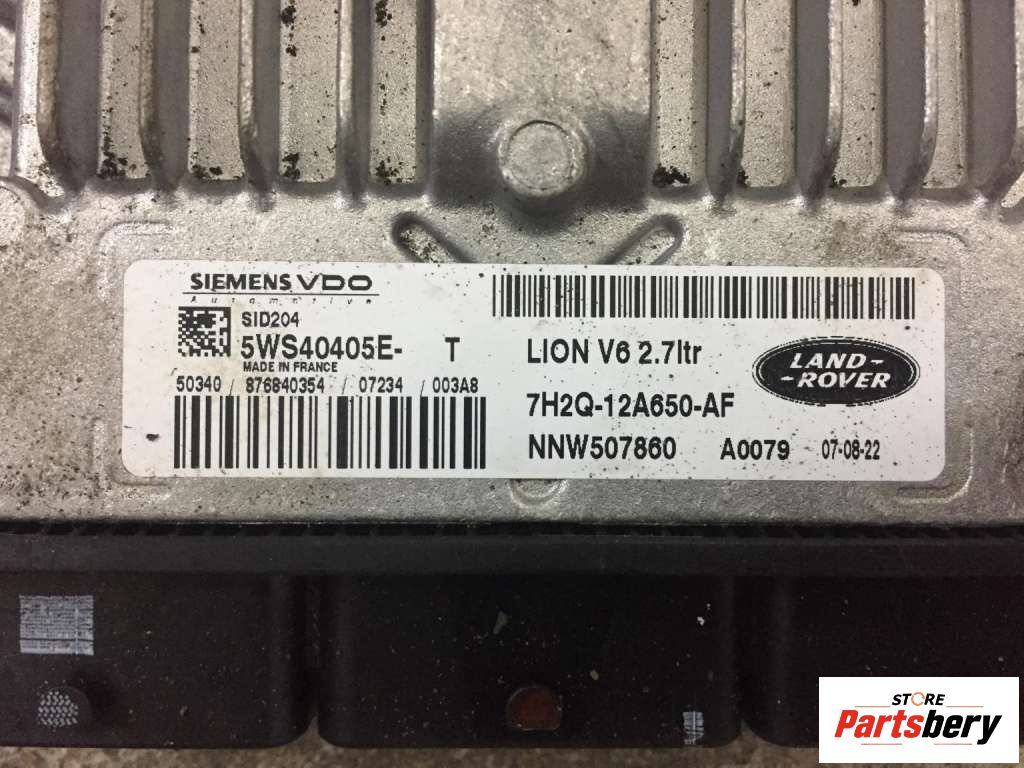 SIEMENS VDO
Automotive
SID204
5WS40405E- T
MADE IN FRANCE
50340 / 876840354 / 07234 / 003A8
LION V6 2.7ltr
LAND-
-ROVER
7H2Q-12A650-AF
NNW507860 A0079 07-08-22
STORE
Partsbery